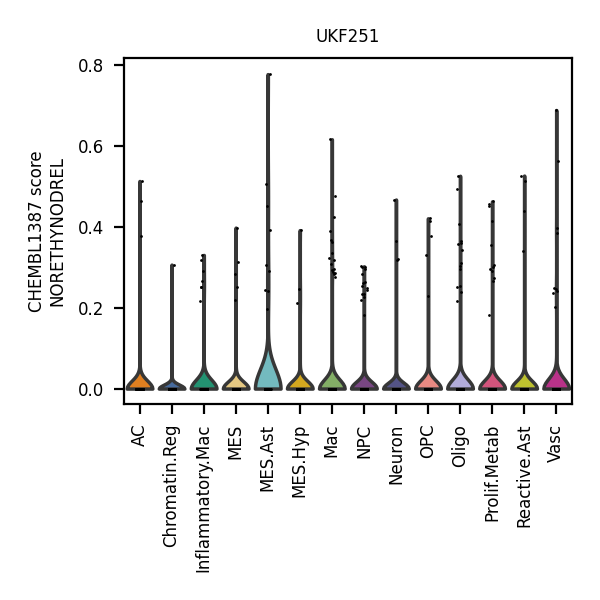 UKF251
CHEMBL1387 score
NORETHYNODREL
0.8
0.6
0.4
0.2
0.0
AC
Chromatin.Reg
Inflammatory.Mac
MES
MES.Ast
MES.Hyp
Mac
NPC
Neuron
OPC
Oligo
Prolif.Metab
Reactive.Ast
Vasc